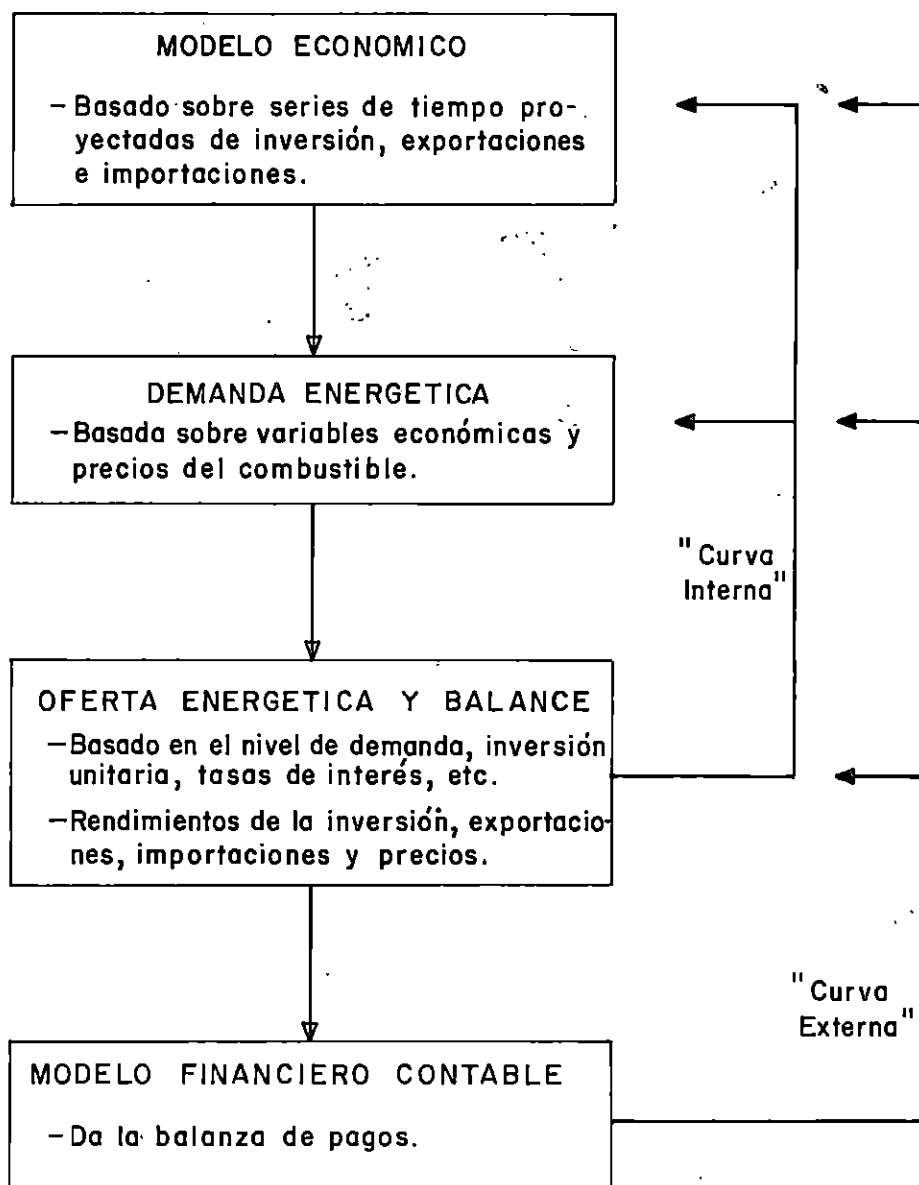 MODELO ECONOMICO
- Basado sobre series de tiempo pro-
yectadas de inversión, exportaciones
e importaciones.
DEMANDA ENERGETICA
- Basada sobre variables económicas y
precios del combustible.
"Curva
Interna"
OFERTA ENERGETICA Y BALANCE
- Basado en el nivel de demanda, inversión
unitaria, tasas de interés, etc.
- Rendimientos de la inversión, exportacio-
nes, importaciones y precios.
"Curva
Externa"
MODELO FINANCIERO CONTABLE
- Da la balanza de pagos.